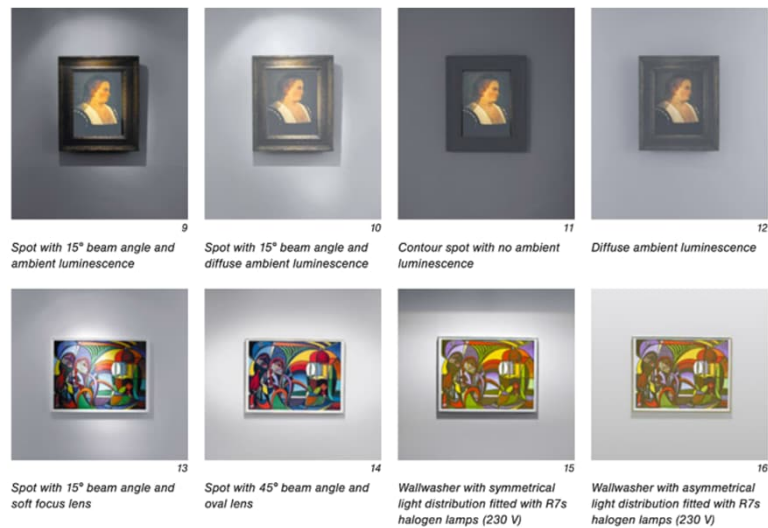 9
10
11
12
Spot with 15° beam angle and
ambient luminescence
Spot with 15° beam angle and
diffuse ambient luminescence
Contour spot with no ambient
luminescence
Diffuse ambient luminescence
13
14
15
16
Spot with 15° beam angle and
soft focus lens
Spot with 45° beam angle and
oval lens
Wallwasher with symmetrical
light distribution fitted with R7s
halogen lamps (230 V)
Wallwasher with asymmetrical
light distribution fitted with R7s
halogen lamps (230 V)